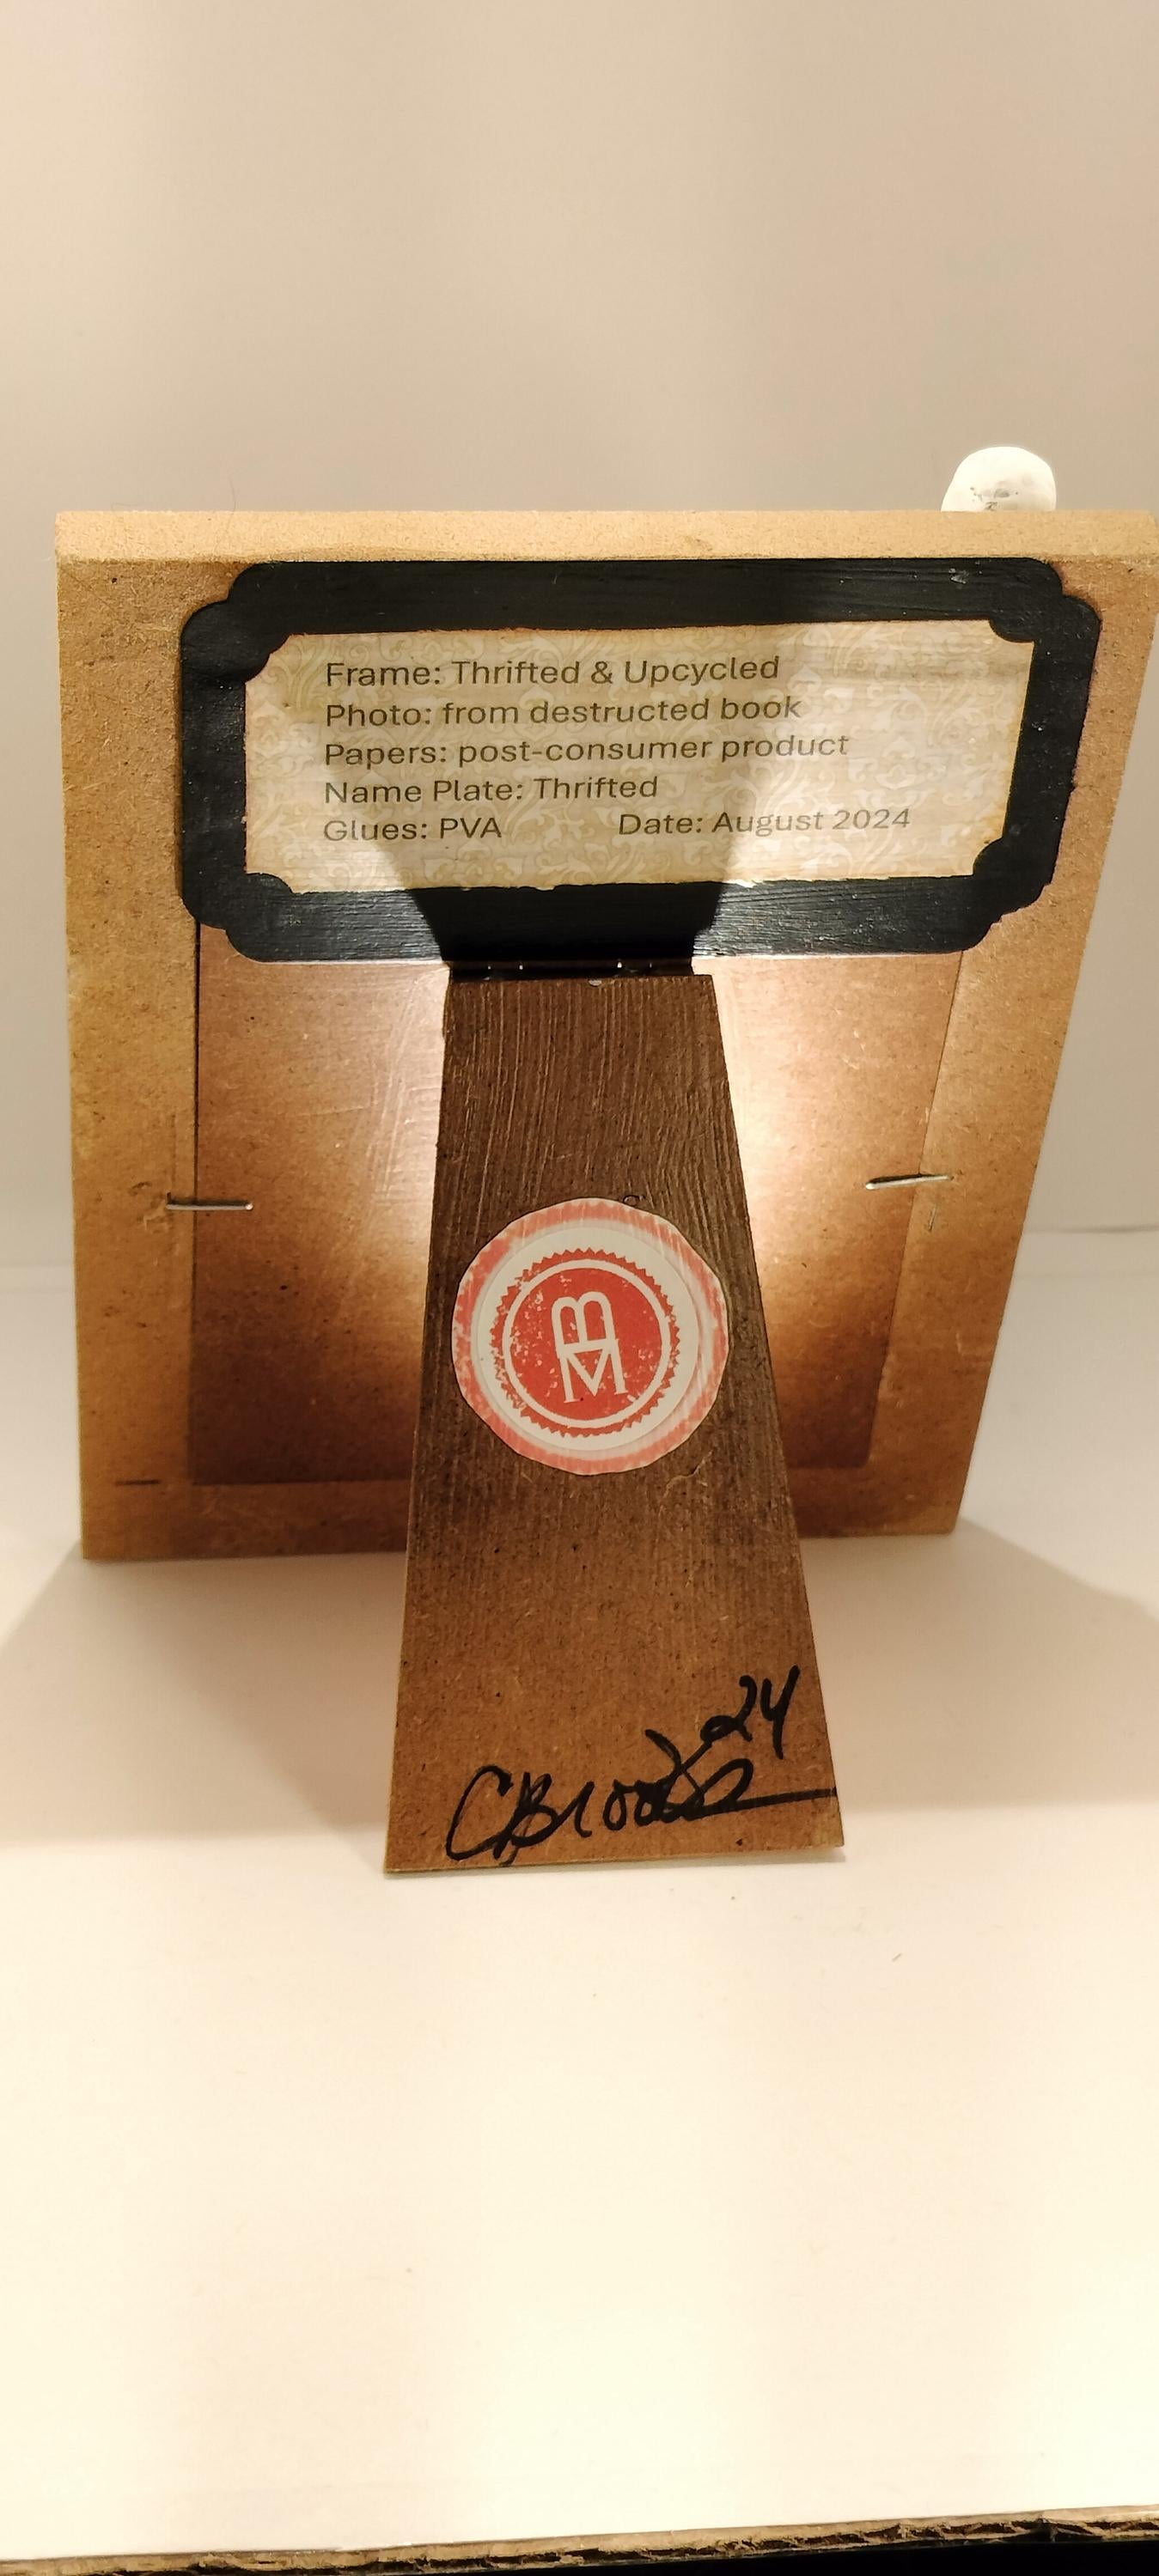 Frame: Thrifted & Upcycled
Photo: from destructed book
Papers: post-consumer product
Name Plate: Thrifted
Glues: PVA Date: August 2024
CBrooks 24